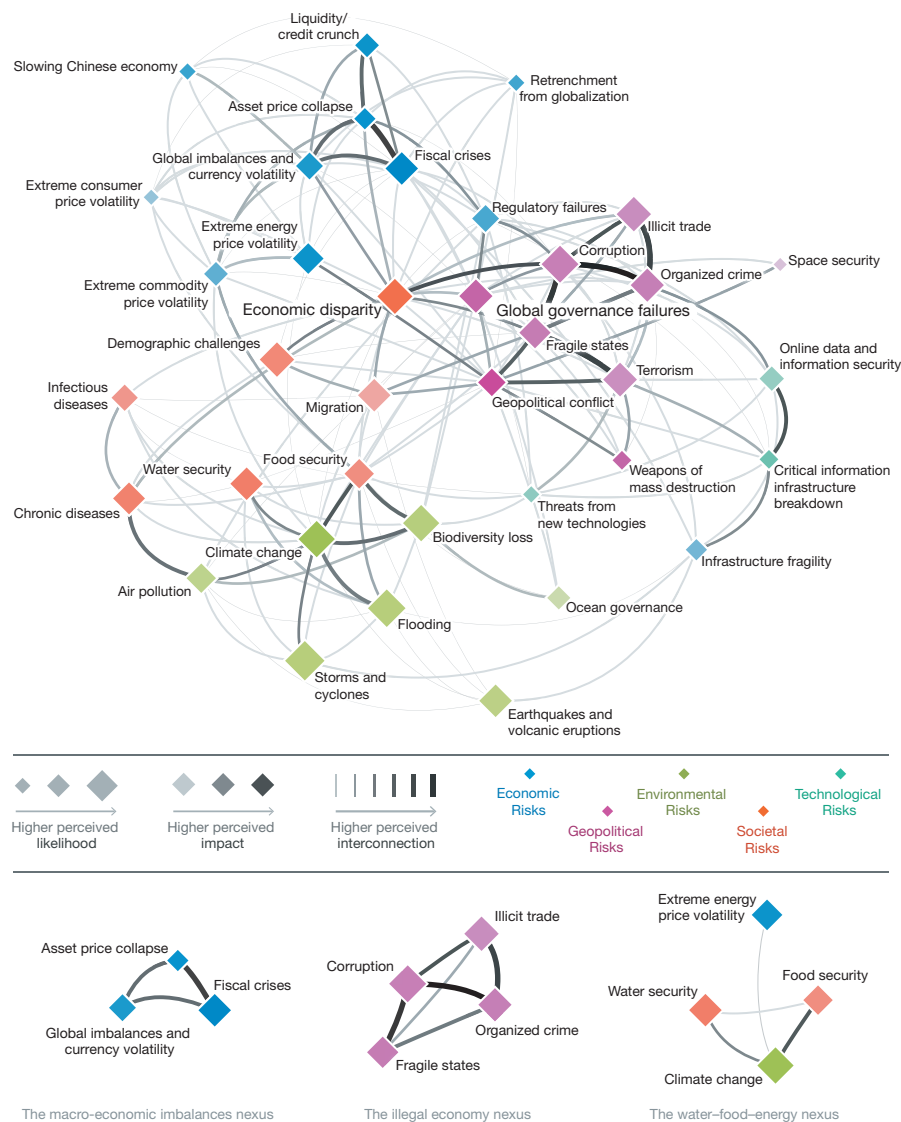 Liquidity/
credit crunch
Slowing Chinese economy
Retrenchment
from globalization
Asset price collapse
Global imbalances and
currency volatility
Fiscal crises
Extreme consumer
price volatility
Regulatory failures
Illicit trade
Extreme energy
price volatility
Corruption
Space security
Organized crime
Extreme commodity
price volatility
Economic disparity
Global governance failures
Demographic challenges
Fragile states
Online data and
information security
Terrorism
Infectious
diseases
Migration
Geopolitical conflict
Food security
Water security
Weapons of
mass destruction
Critical information
infrastructure
breakdown
Chronic diseases
Threats from
new technologies
Biodiversity loss
Climate change
Infrastructure fragility
Air pollution
Ocean governance
Flooding
Storms and
cyclones
Earthquakes and
volcanic eruptions
Higher perceived
likelihood
Higher perceived
impact
Higher perceived
interconnection
Economic
Risks
Geopolitical
Risks
Environmental
Risks
Societal
Risks
Technological
Risks
Asset price collapse
Fiscal crises
Global imbalances and
currency volatility
The macro-economic imbalances nexus
Illicit trade
Corruption
Organized crime
Fragile states
The illegal economy nexus
Extreme energy
price volatility
Food security
Water security
Climate change
The water–food–energy nexus